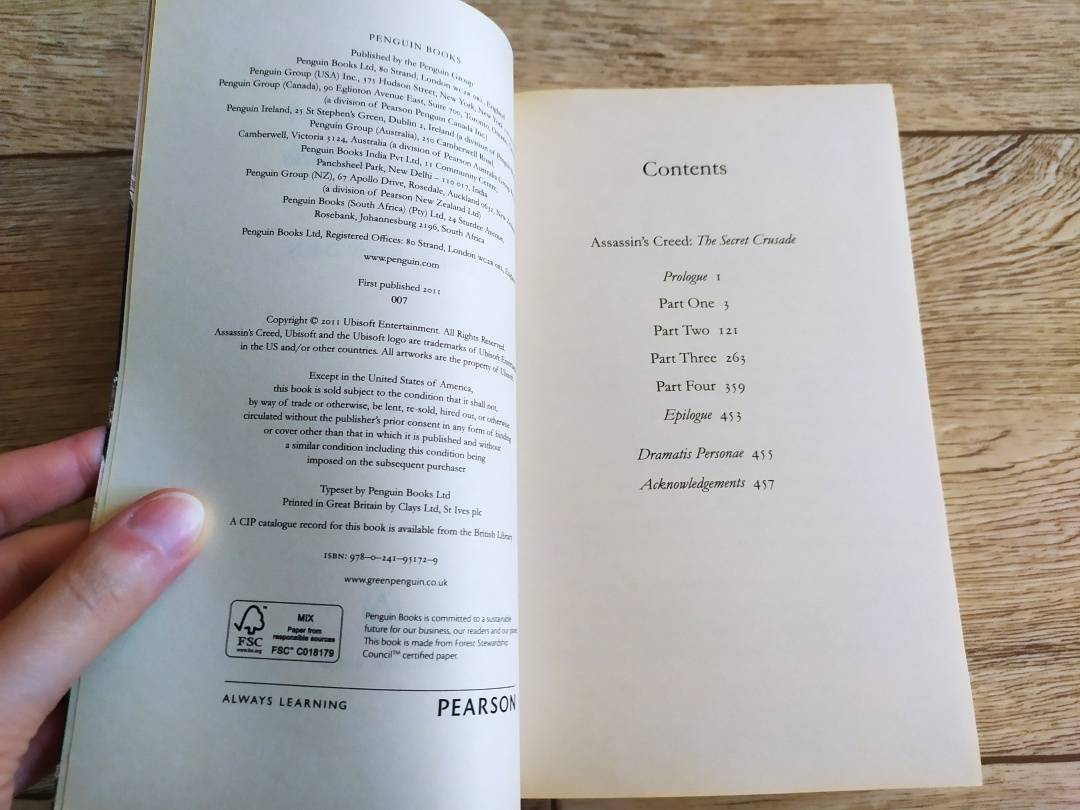 PENGUIN BOOKS
Published by the Penguin Group
Penguin Books Ltd, 80 Strand, London WC2R 0RL, England
Penguin Group (USA) Inc., 375 Hudson Street, New York, New York
Penguin Group (Canada), 90 Eglinton Avenue East, Suite 700, Toronto, Ontario,
(a division of Pearson Penguin Canada Inc.)
Penguin Ireland, 25 St Stephen's Green, Dublin 2, Ireland (a division of Penguin
Penguin Group (Australia), 250 Camberwell Road
Camberwell, Victoria 3124, Australia (a division of Pearson Australia Group
Penguin Books India Pvt Ltd, 11 Community Centre,
Panchsheel Park, New Delhi – 110 017, India
Penguin Group (NZ), 67 Apollo Drive, Rosedale, Auckland 0632, New
(a division of Pearson New Zealand Ltd)
Penguin Books (South Africa) (Pty) Ltd, 24 Sturdee Avenue,
Rosebank, Johannesburg 2196, South Africa
Penguin Books Ltd, Registered Offices: 80 Strand, London WC2R 0RL, England
www.penguin.com
First published 2011
007
Copyright © 2011 Ubisoft Entertainment. All Rights Reserved.
Assassin's Creed, Ubisoft and the Ubisoft logo are trademarks of Ubisoft
in the US and/or other countries. All artworks are the property of Ubisoft
Except in the United States of America,
this book is sold subject to the condition that it shall not,
by way of trade or otherwise, be lent, re-sold, hired out, or otherwise
circulated without the publisher's prior consent in any form of binding
or cover other than that in which it is published and without
a similar condition including this condition being
imposed on the subsequent purchaser
Typeset by Penguin Books Ltd
Printed in Great Britain by Clays Ltd, St Ives plc
A CIP catalogue record for this book is available from the British Library
ISBN: 978–0–241–95172–9
www.greenpenguin.co.uk
FSC
www.fsc.org
MIX
Paper from
responsible sources
FSC™ C018179
Penguin Books is committed to a sustainable
future for our business, our readers and our
This book is made from Forest Stewardship
Council™ certified paper.
ALWAYS LEARNING
PEARSON
Contents
Assassin's Creed: The Secret Crusade
Prologue 1
Part One 3
Part Two 121
Part Three 263
Part Four 359
Epilogue 453
Dramatis Personae 455
Acknowledgements 457